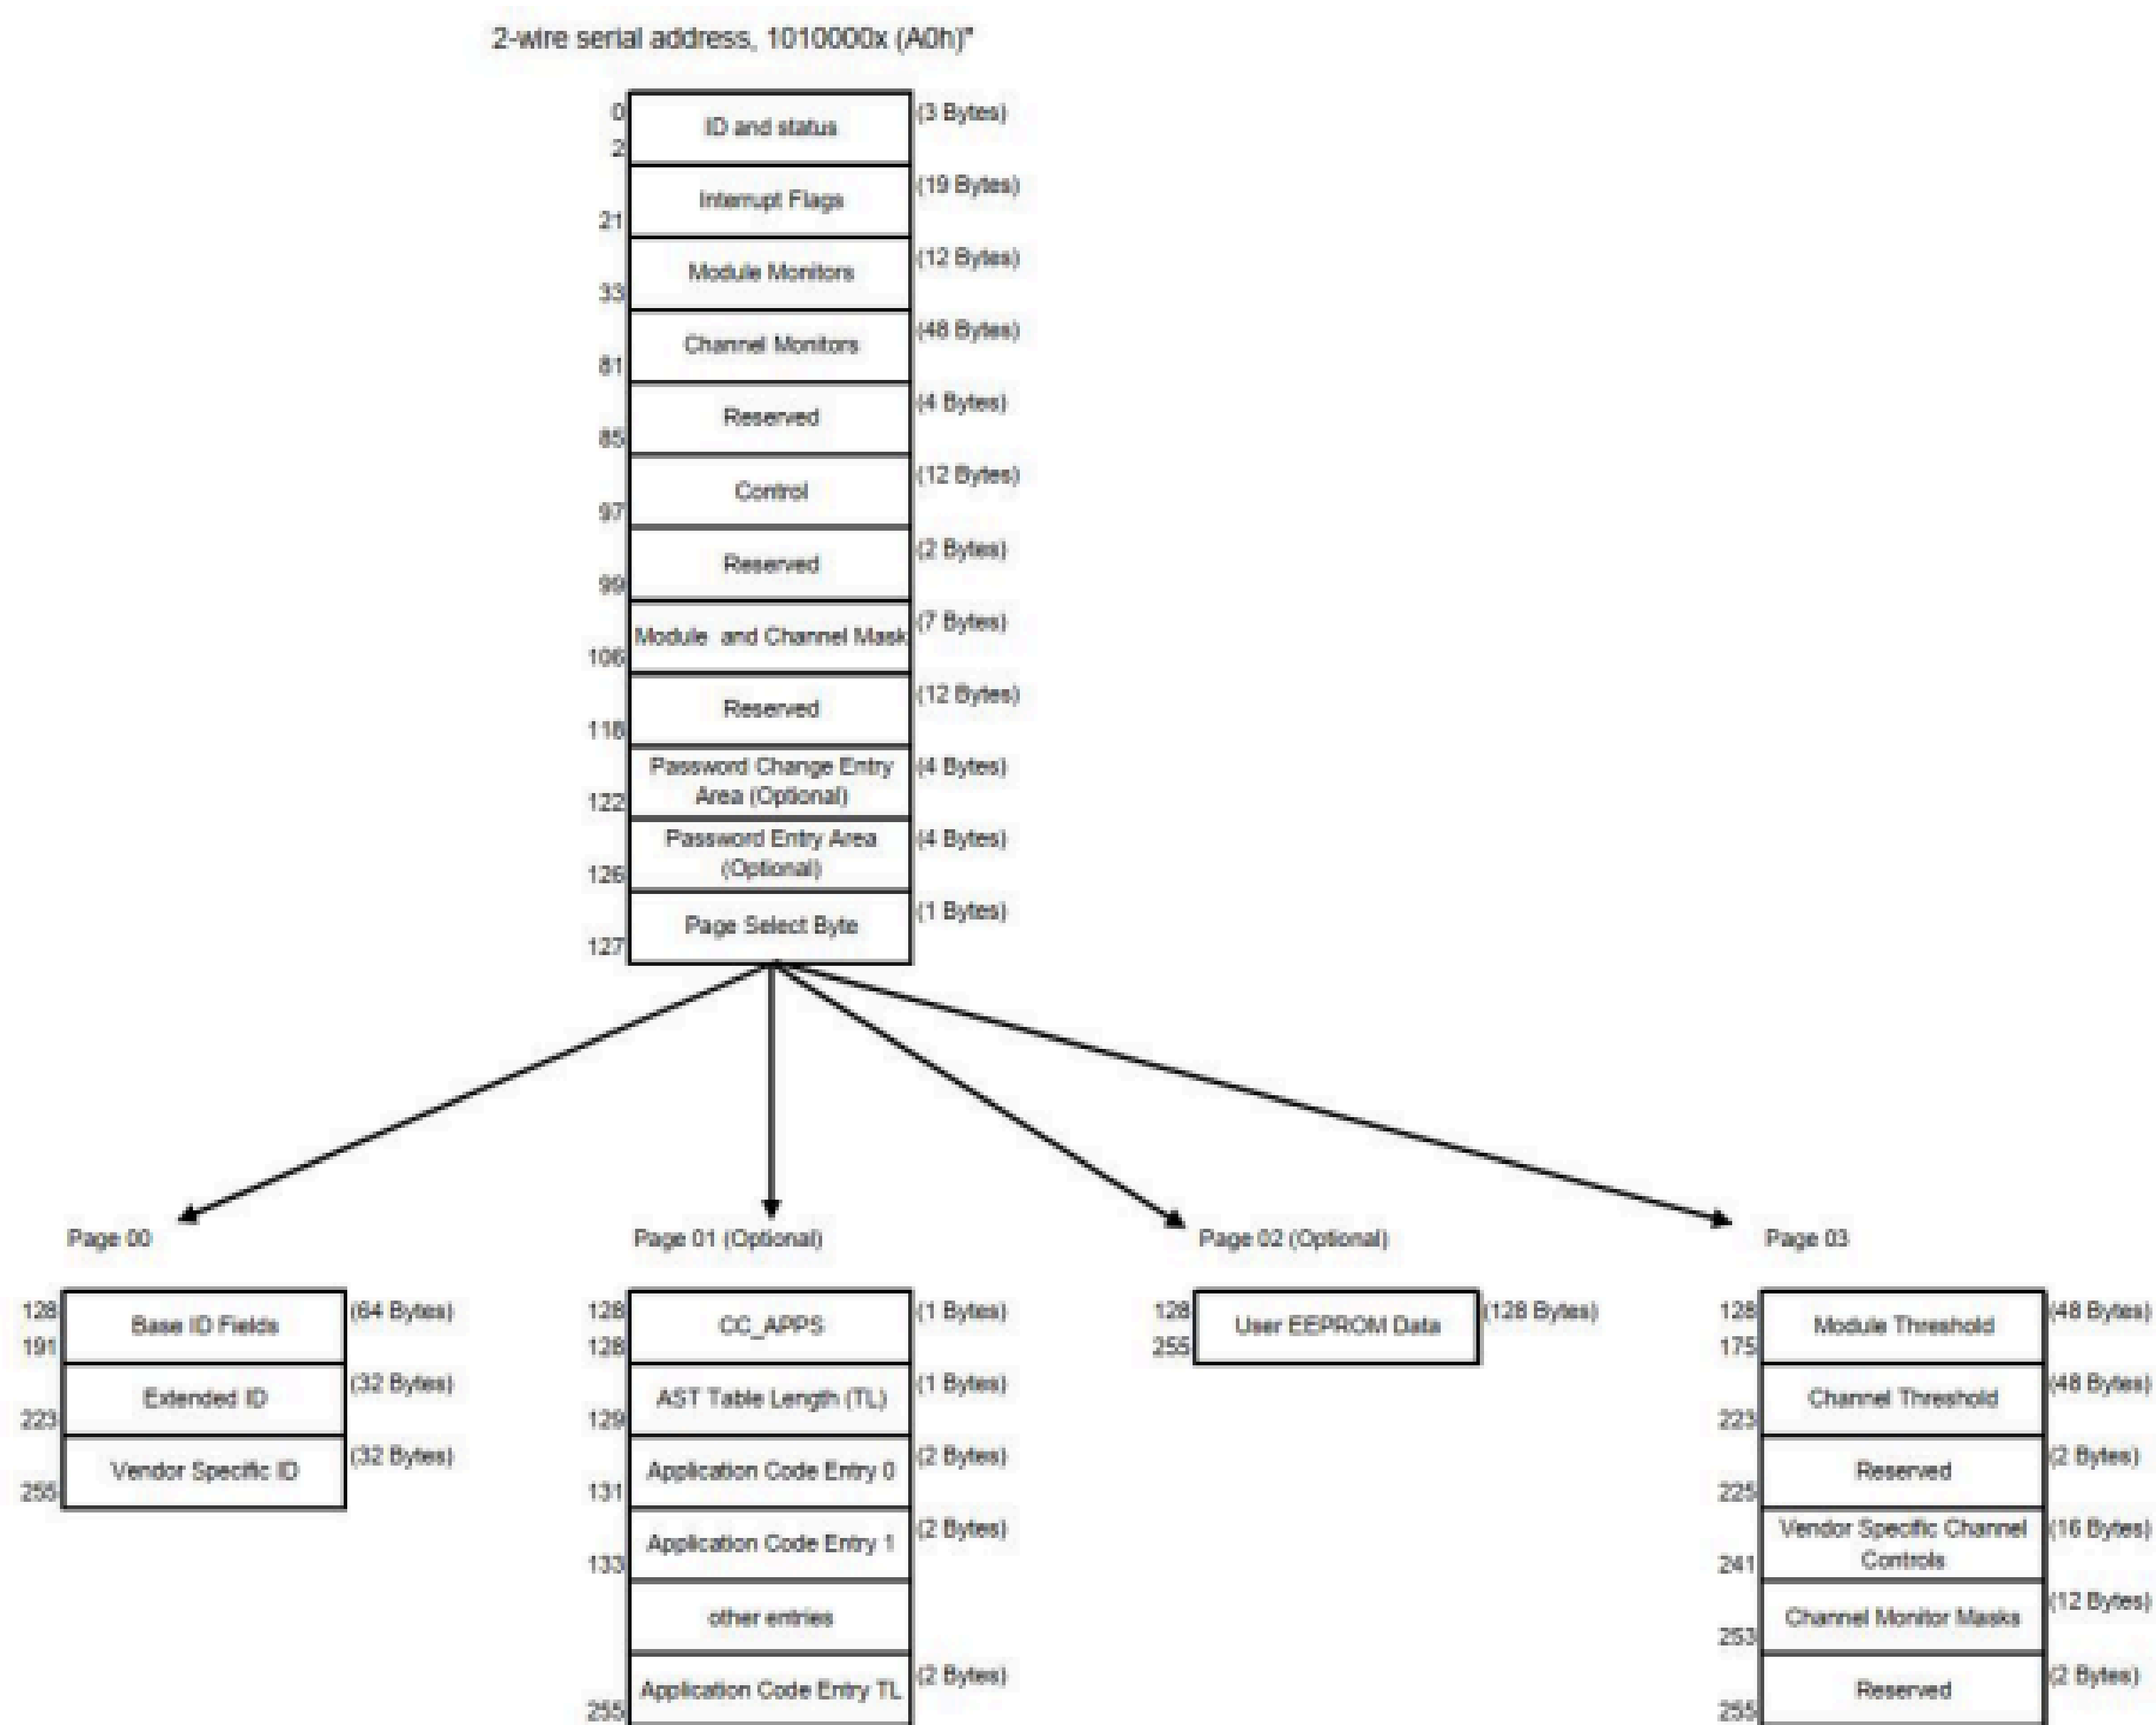 2-wire serial address, 1010000x (A0h)"
0 ID and status (3 Bytes)
2
Interrupt Flags (19 Bytes)
21
Module Monitors (12 Bytes)
33
Channel Monitors (48 Bytes)
81
Reserved (4 Bytes)
85
Control (12 Bytes)
97
Reserved (2 Bytes)
99
Module and Channel Mask (7 Bytes)
106
Reserved (12 Bytes)
118
Password Change Entry (4 Bytes)
Area (Optional)
122
Password Entry Area (4 Bytes)
(Optional)
126
Page Select Byte (1 Bytes)
127
Page 00
128 Base ID Fields (64 Bytes)
191
Extended ID (32 Bytes)
223
Vendor Specific ID (32 Bytes)
255
Page 01 (Optional)
128 CC_APPS (1 Bytes)
128
AST Table Length (TL) (1 Bytes)
129
Application Code Entry 0 (2 Bytes)
131
Application Code Entry 1 (2 Bytes)
133
other entries
Application Code Entry TL (2 Bytes)
255
Page 02 (Optional)
128 User EEPROM Data (128 Bytes)
255
Page 03
128 Module Threshold (48 Bytes)
175
Channel Threshold (48 Bytes)
223
Reserved (2 Bytes)
225
Vendor Specific Channel (16 Bytes)
Controls
241
Channel Monitor Masks (12 Bytes)
253
Reserved (2 Bytes)
255